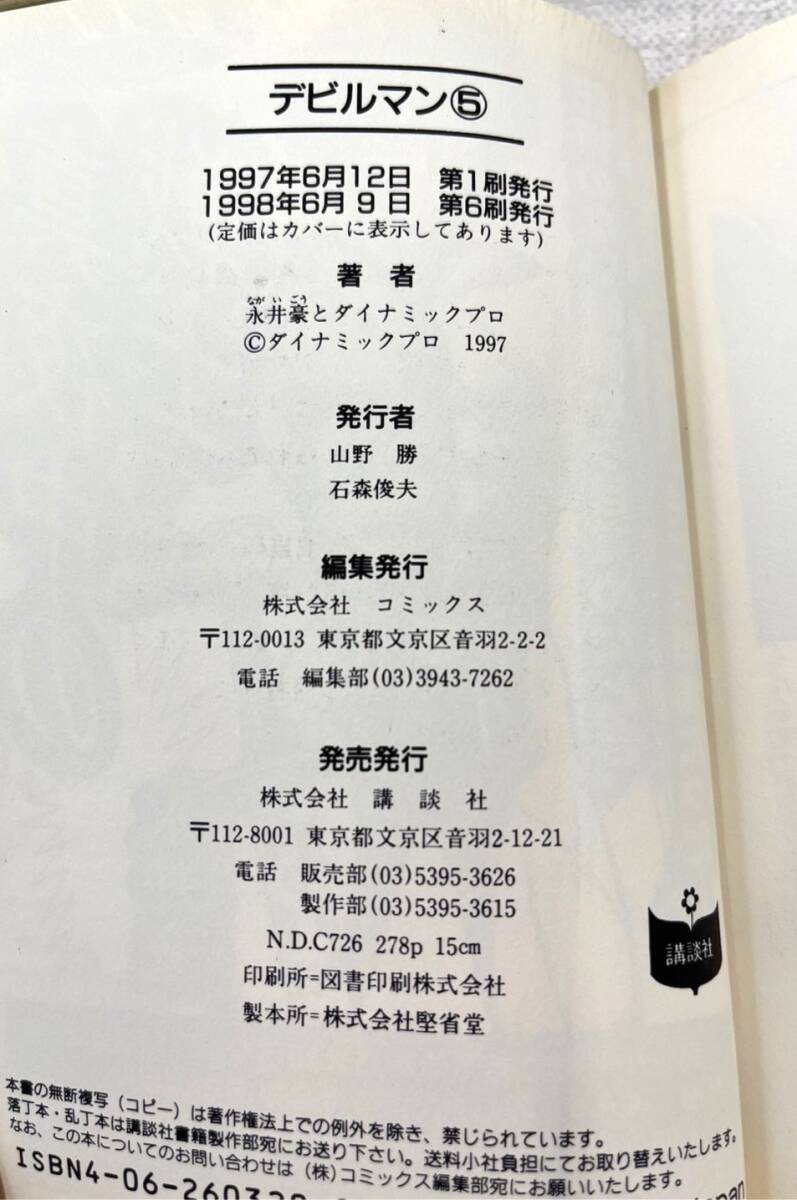 デビルマン⑤
1997年6月12日　第1刷発行
1998年6月 9 日　第6刷発行
(定価はカバーに表示してあります)
著 者
ながいごう
永井豪とダイナミックプロ
©ダイナミックプロ　1997
発行者
山野　勝
石森俊夫
編集発行
株式会社　コミックス
〒112-0013 東京都文京区音羽2-2-2
電話　編集部(03)3943-7262
発売発行
株式会社　講　談　社
〒112-8001 東京都文京区音羽2-12-21
電話　販売部(03)5395-3626
製作部(03)5395-3615
N.D.C726 278p 15cm
印刷所=図書印刷株式会社
製本所=株式会社堅省堂
講談社
本書の無断複写（コピー）は著作権法上での例外を除き、禁じられています。
落丁本・乱丁本は講談社書籍製作部宛にお送り下さい。送料小社負担にてお取り替えいたします。
なお、この本についてのお問い合わせは（株）コミックス編集部宛にお願いいたします。
ISBN4-06-260329